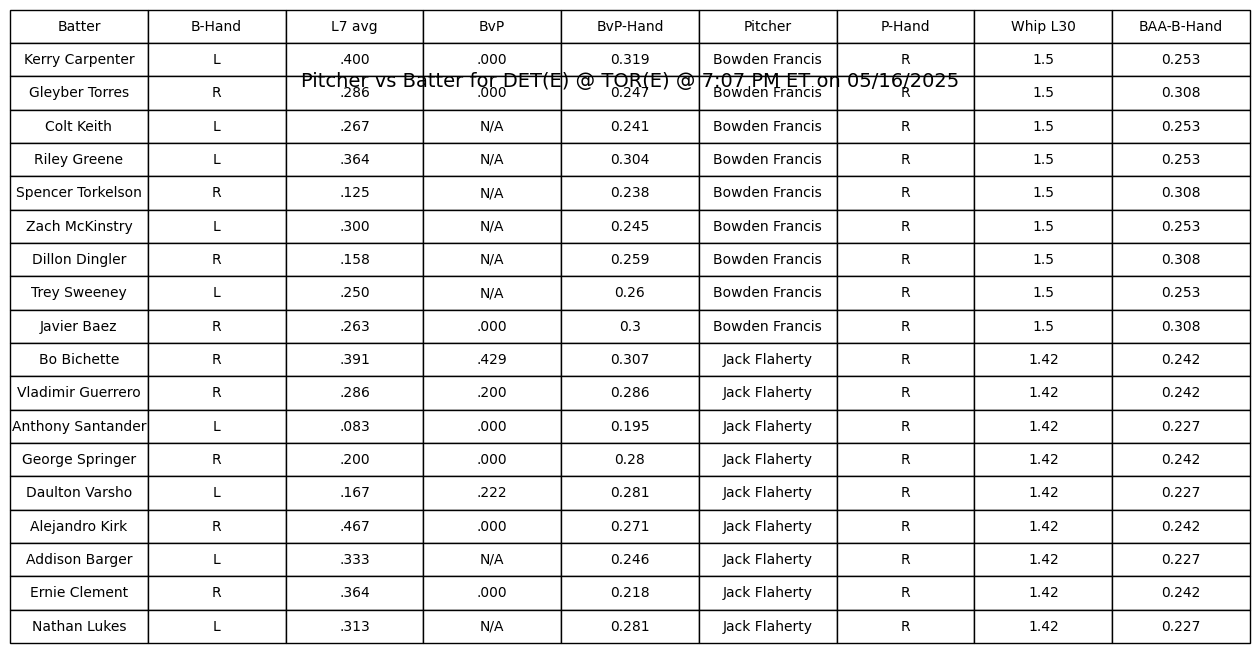 Batter B-Hand L7 avg BvP BvP-Hand Pitcher P-Hand Whip L30 BAA-B-Hand
Kerry Carpenter L .400 .000 0.319 Bowden Francis R 1.5 0.253
Pitcher vs Batter for DET(E) @ TOR(E) @ 7:07 PM ET on 05/16/2025
Gleyber Torres R .286 .000 0.247 Bowden Francis R 1.5 0.308
Colt Keith L .267 N/A 0.241 Bowden Francis R 1.5 0.253
Riley Greene L .364 N/A 0.304 Bowden Francis R 1.5 0.253
Spencer Torkelson R .125 N/A 0.238 Bowden Francis R 1.5 0.308
Zach McKinstry L .300 N/A 0.245 Bowden Francis R 1.5 0.253
Dillon Dingler R .158 N/A 0.259 Bowden Francis R 1.5 0.308
Trey Sweeney L .250 N/A 0.26 Bowden Francis R 1.5 0.253
Javier Baez R .263 .000 0.3 Bowden Francis R 1.5 0.308
Bo Bichette R .391 .429 0.307 Jack Flaherty R 1.42 0.242
Vladimir Guerrero R .286 .200 0.286 Jack Flaherty R 1.42 0.242
Anthony Santander L .083 .000 0.195 Jack Flaherty R 1.42 0.227
George Springer R .200 .000 0.28 Jack Flaherty R 1.42 0.242
Daulton Varsho L .167 .222 0.281 Jack Flaherty R 1.42 0.227
Alejandro Kirk R .467 .000 0.271 Jack Flaherty R 1.42 0.242
Addison Barger L .333 N/A 0.246 Jack Flaherty R 1.42 0.227
Ernie Clement R .364 .000 0.218 Jack Flaherty R 1.42 0.242
Nathan Lukes L .313 N/A 0.281 Jack Flaherty R 1.42 0.227